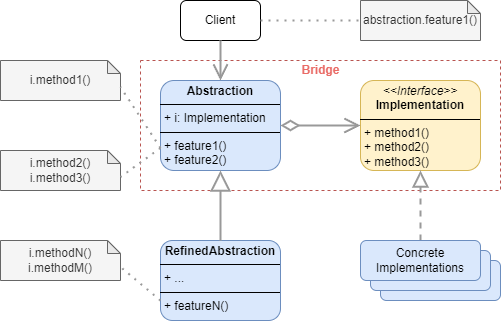 Client
abstraction.feature1()
Bridge
i.method1()
Abstraction
+ i: Implementation
+ feature1()
+ feature2()
<<Interface>>
Implementation
+ method1()
+ method2()
+ method3()
i.method2()
i.method3()
i.methodN()
i.methodM()
RefinedAbstraction
+ ...
+ featureN()
Concrete
Implementations